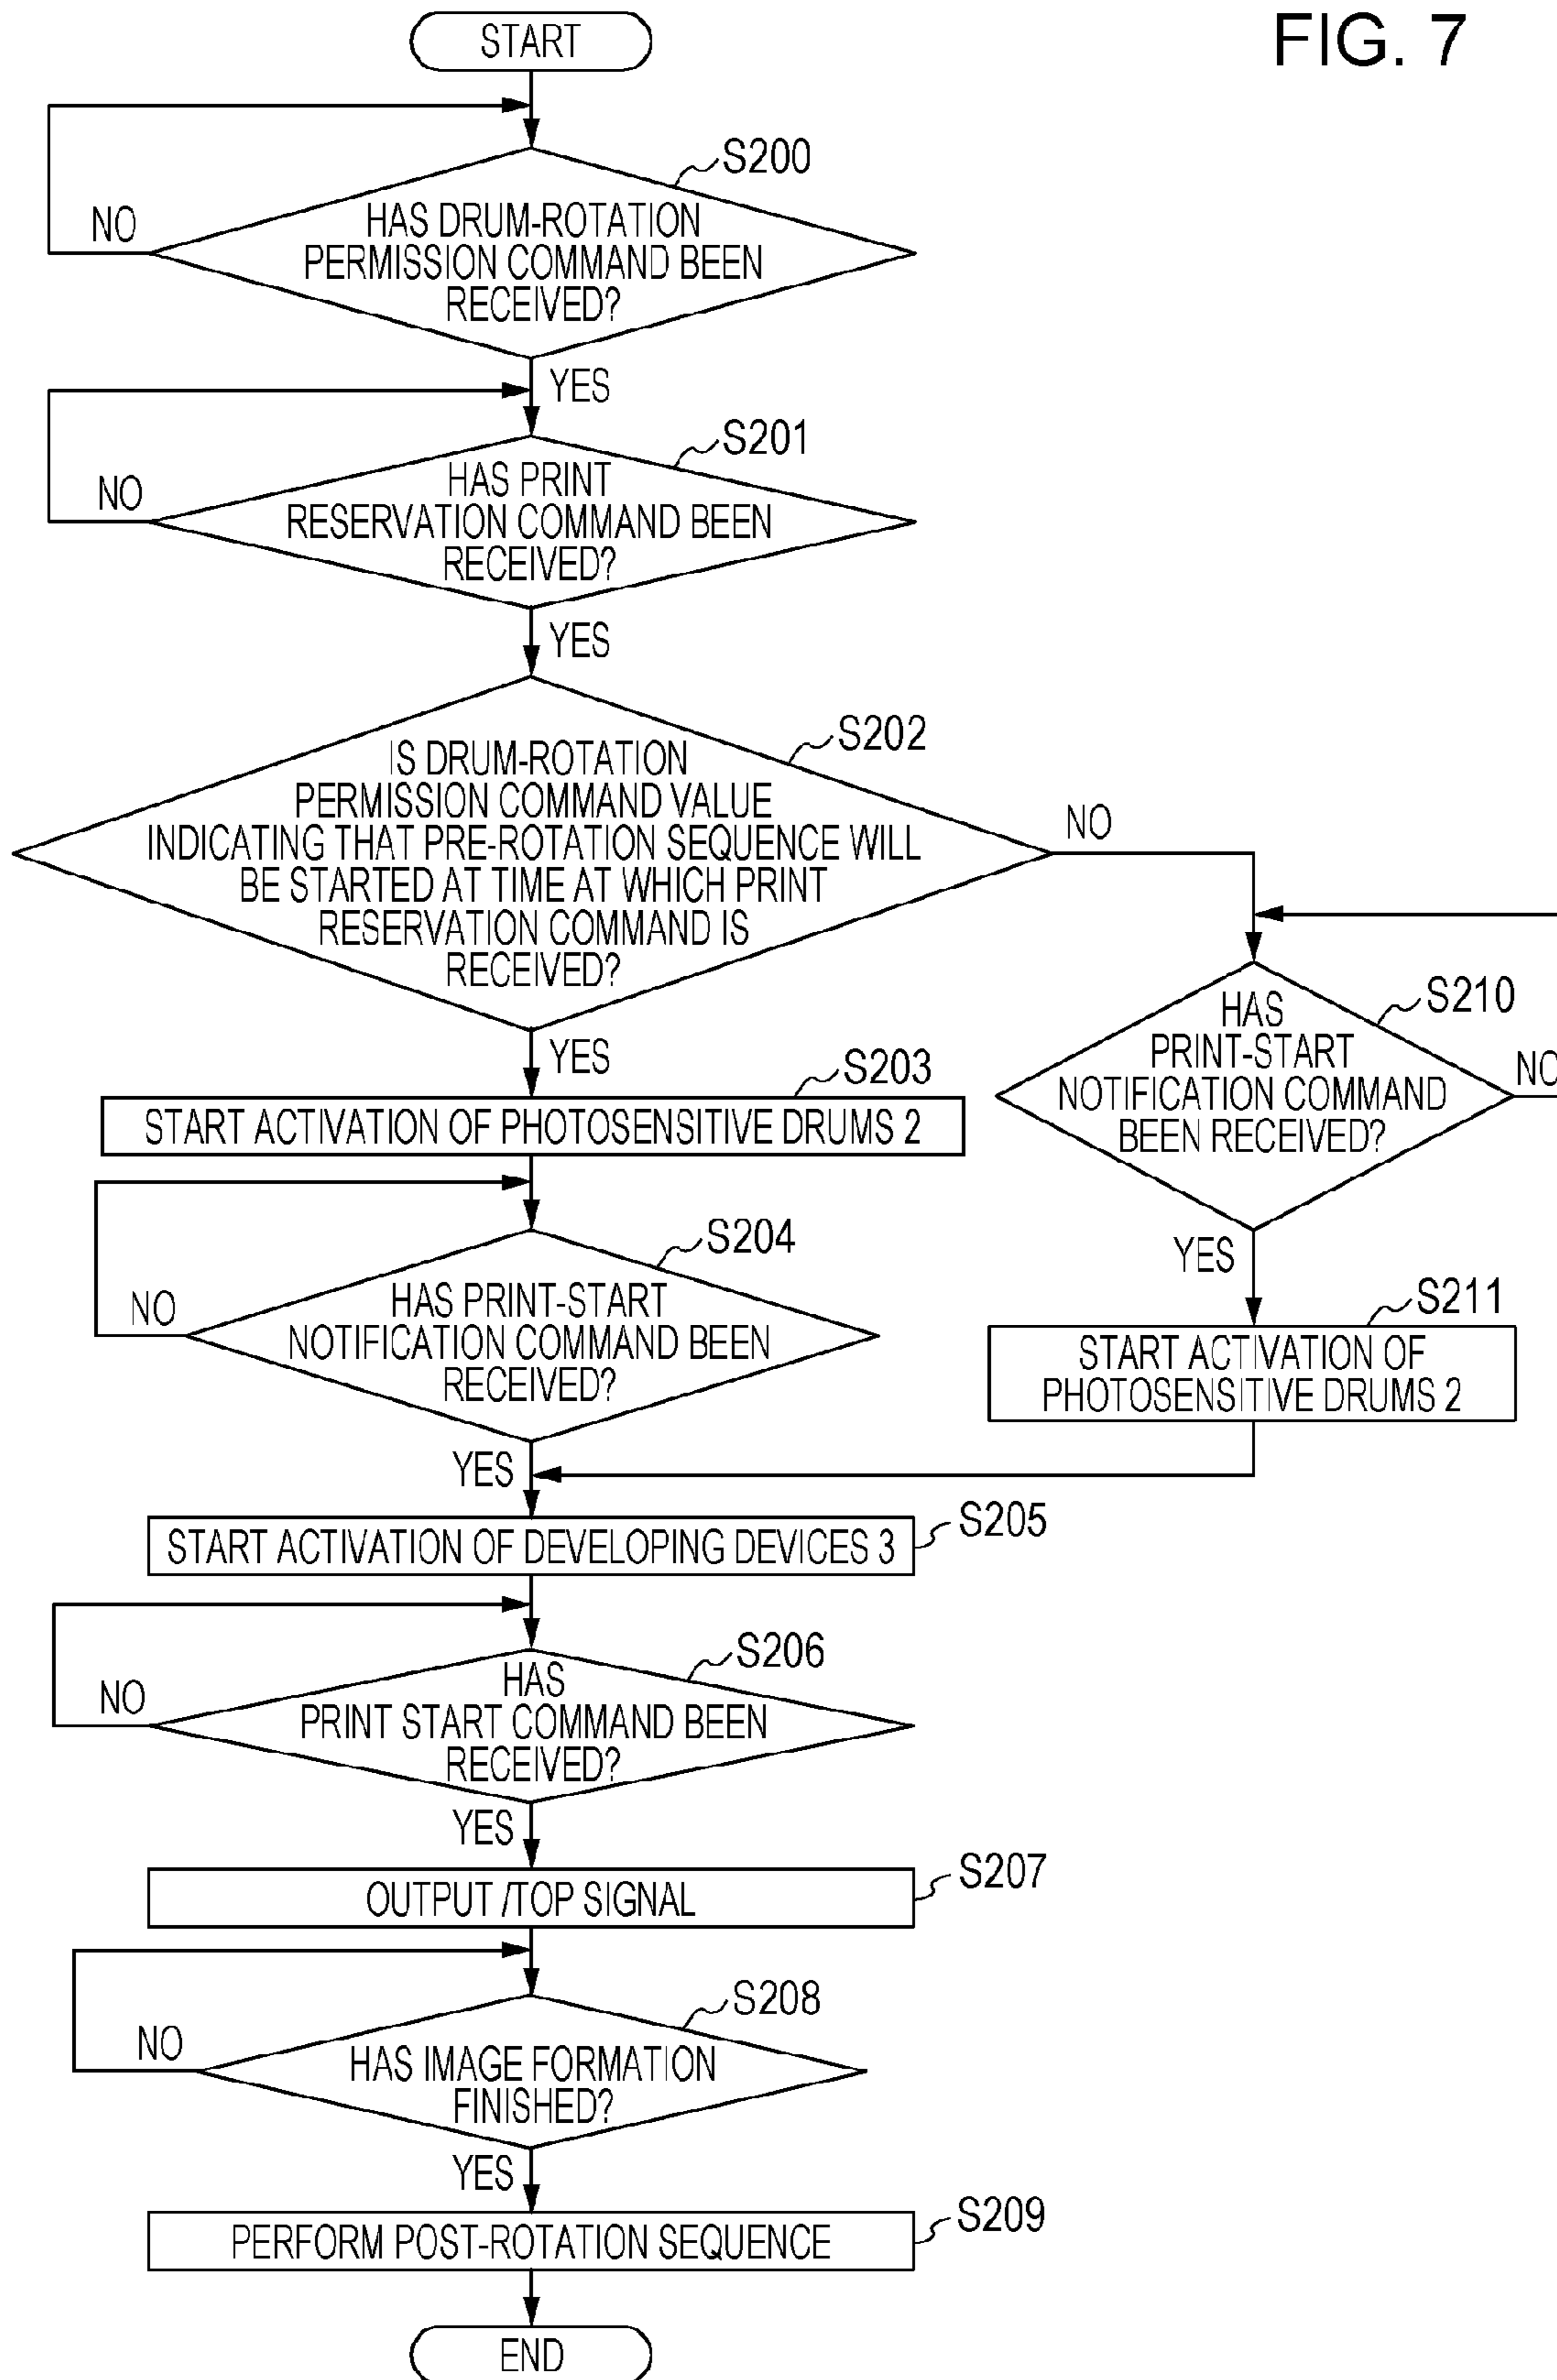 FIG. 7
START
S200
HAS DRUM-ROTATION
PERMISSION COMMAND BEEN
RECEIVED?
NO
YES
S201
HAS PRINT
RESERVATION COMMAND BEEN
RECEIVED?
NO
YES
S202
IS DRUM-ROTATION
PERMISSION COMMAND VALUE
INDICATING THAT PRE-ROTATION SEQUENCE WILL
BE STARTED AT TIME AT WHICH PRINT
RESERVATION COMMAND IS
RECEIVED?
NO
YES
S203
START ACTIVATION OF PHOTOSENSITIVE DRUMS 2
S204
HAS PRINT-START
NOTIFICATION COMMAND BEEN
RECEIVED?
NO
YES
S210
HAS
PRINT-START
NOTIFICATION COMMAND
BEEN RECEIVED?
NO
YES
S211
START ACTIVATION OF
PHOTOSENSITIVE DRUMS 2
S205
START ACTIVATION OF DEVELOPING DEVICES 3
S206
HAS
PRINT START COMMAND BEEN
RECEIVED?
NO
YES
S207
OUTPUT /TOP SIGNAL
S208
HAS IMAGE FORMATION
FINISHED?
NO
YES
S209
PERFORM POST-ROTATION SEQUENCE
END